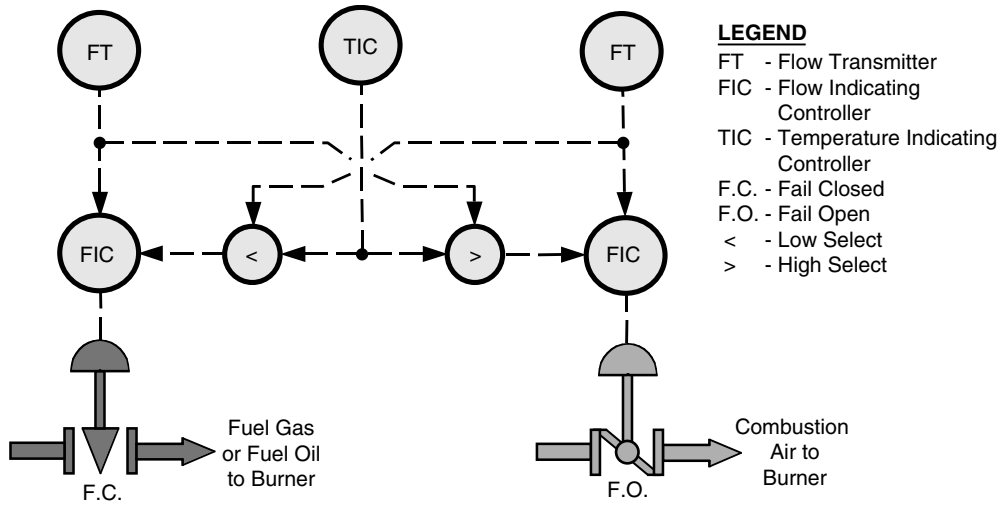 FT
TIC
FT
FIC
<
>
FIC
F.C.
Fuel Gas
or Fuel Oil
to Burner
F.O.
Combustion
Air to
Burner
LEGEND
FT - Flow Transmitter
FIC - Flow Indicating
Controller
TIC - Temperature Indicating
Controller
F.C. - Fail Closed
F.O. - Fail Open
< - Low Select
> - High Select